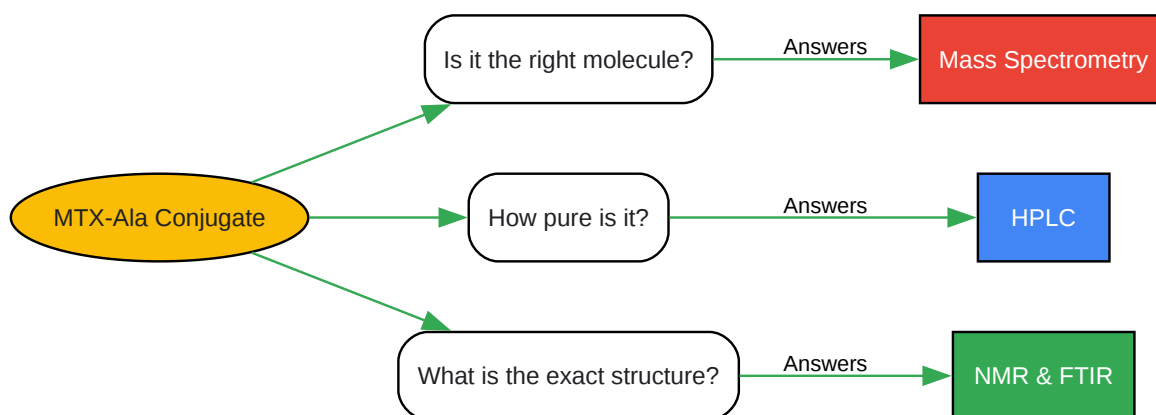 Is it the right molecule?
Answers
Mass Spectrometry
MTX-Ala Conjugate
How pure is it?
Answers
HPLC
What is the exact structure?
Answers
NMR & FTIR